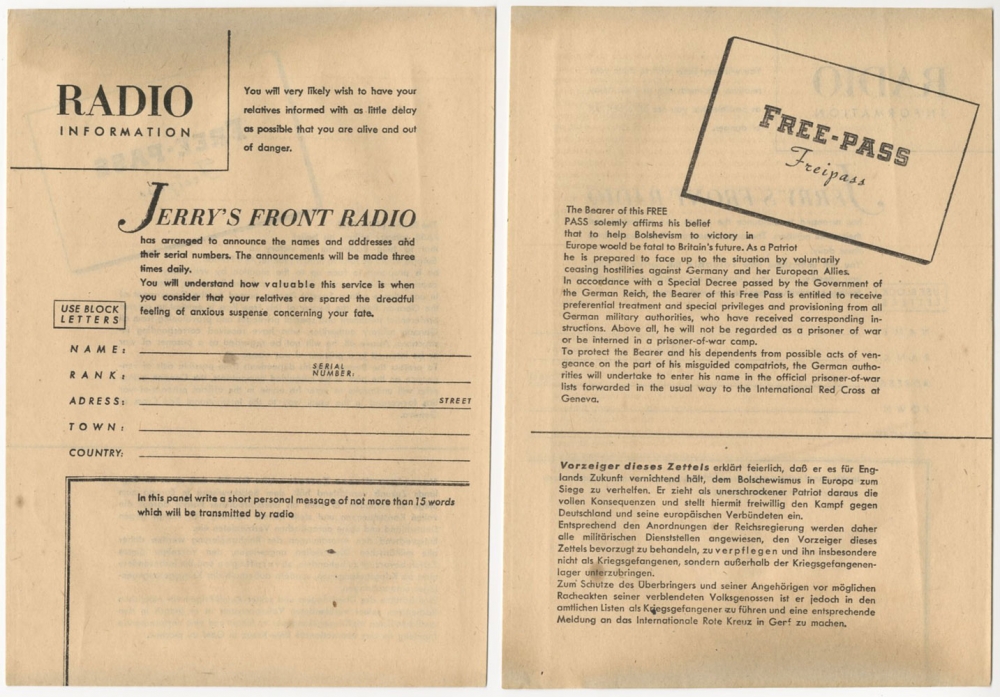 RADIO
INFORMATION
You will very likely wish to have your
relatives informed with as little delay
as possible that you are alive and out
of danger.
JERRY'S FRONT RADIO
has arranged to announce the names and addresses and
their serial numbers. The announcements will be made three
times daily.
You will understand how valuable this service is when
you consider that your relatives are spared the dreadful
feeling of anxious suspense concerning your fate.
USE BLOCK
LETTERS
NAME:
RANK: SERIAL NUMBER:
ADRESS: STREET
TOWN:
COUNTRY:
In this panel write a short personal message of not more than 15 words
which will be transmitted by radio
FREE-PASS
Freipass
The Bearer of this FREE
PASS solemly affirms his belief
that to help Bolshevism to victory in
Europe would be fatal to Britain's future. As a Patriot
he is prepared to face up to the situation by voluntarily
ceasing hostilities against Germany and her European Allies.
In accordance with a Special Decree passed by the Government of
the German Reich, the Bearer of this Free Pass is entitled to receive
preferential treatment and special privileges and provisioning from all
German military authorities, who have received corresponding in-
structions. Above all, he will not be regarded as a prisoner of war
or be interned in a prisoner-of-war camp.
To protect the Bearer and his dependents from possible acts of ven-
geance on the part of his misguided compatriots, the German autho-
rities will undertake to enter his name in the official prisoner-of-war
lists forwarded in the usual way to the International Red Cross at
Geneva.
Vorzeiger dieses Zettels erklärt feierlich, daß er es für Eng-
lands Zukunft vernichtend hält, dem Bolschewismus in Europa zum
Siege zu verhelfen. Er zieht als unerschrockener Patriot daraus die
vollen Konsequenzen und stellt hiermit freiwillig den Kampf gegen
Deutschland und seine europäischen Verbündeten ein.
Entsprechend den Anordnungen der Reichsregierung werden daher
alle militärischen Dienststellen angewiesen, den Vorzeiger dieses
Zettels bevorzugt zu behandeln, zu verpflegen und ihn insbesondere
nicht als Kriegsgefangenen, sondern außerhalb der Kriegsgefangenen-
lager unterzubringen.
Zum Schutze des Überbringers und seiner Angehörigen vor möglichen
Racheakten seiner verblendeten Volksgenossen ist er jedoch in den
amtlichen Listen als Kriegsgefangener zu führen und eine entsprechende
Meldung an das Internationale Rote Kreuz in Genf zu machen.